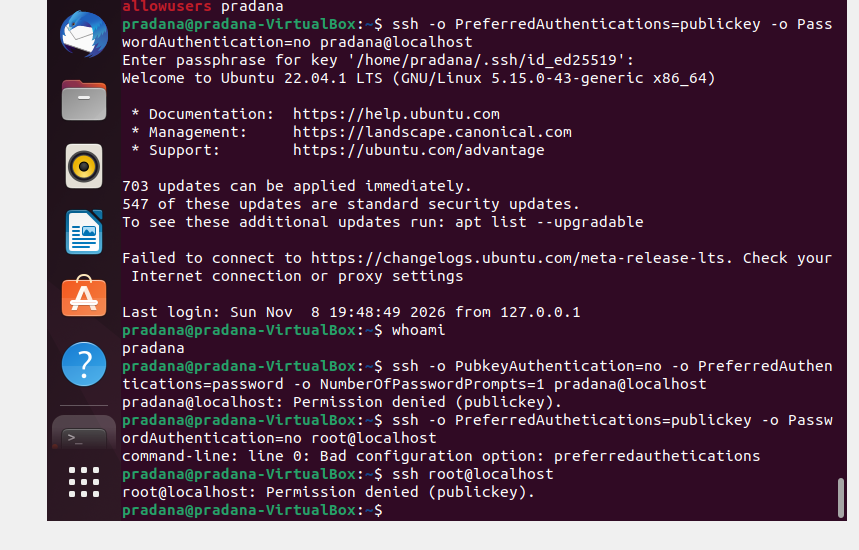 allowusers pradana
pradana@pradana-VirtualBox:~$ ssh -o PreferredAuthentications=publickey -o Pass
wordAuthentication=no pradana@localhost
Enter passphrase for key '/home/pradana/.ssh/id_ed25519':
Welcome to Ubuntu 22.04.1 LTS (GNU/Linux 5.15.0-43-generic x86_64)
 * Documentation:  https://help.ubuntu.com
 * Management:     https://landscape.canonical.com
 * Support:        https://ubuntu.com/advantage
703 updates can be applied immediately.
547 of these updates are standard security updates.
To see these additional updates run: apt list --upgradable
Failed to connect to https://changelogs.ubuntu.com/meta-release-lts. Check your
 Internet connection or proxy settings
Last login: Sun Nov  8 19:48:49 2026 from 127.0.0.1
pradana@pradana-VirtualBox:~$ whoami
pradana
pradana@pradana-VirtualBox:~$ ssh -o PubkeyAuthentication=no -o PreferredAuthen
tications=password -o NumberOfPasswordPrompts=1 pradana@localhost
pradana@localhost: Permission denied (publickey).
pradana@pradana-VirtualBox:~$ ssh -o PreferredAuthetications=publickey -o Passw
ordAuthentication=no root@localhost
command-line: line 0: Bad configuration option: preferredauthetications
pradana@pradana-VirtualBox:~$ ssh root@localhost
root@localhost: Permission denied (publickey).
pradana@pradana-VirtualBox:~$